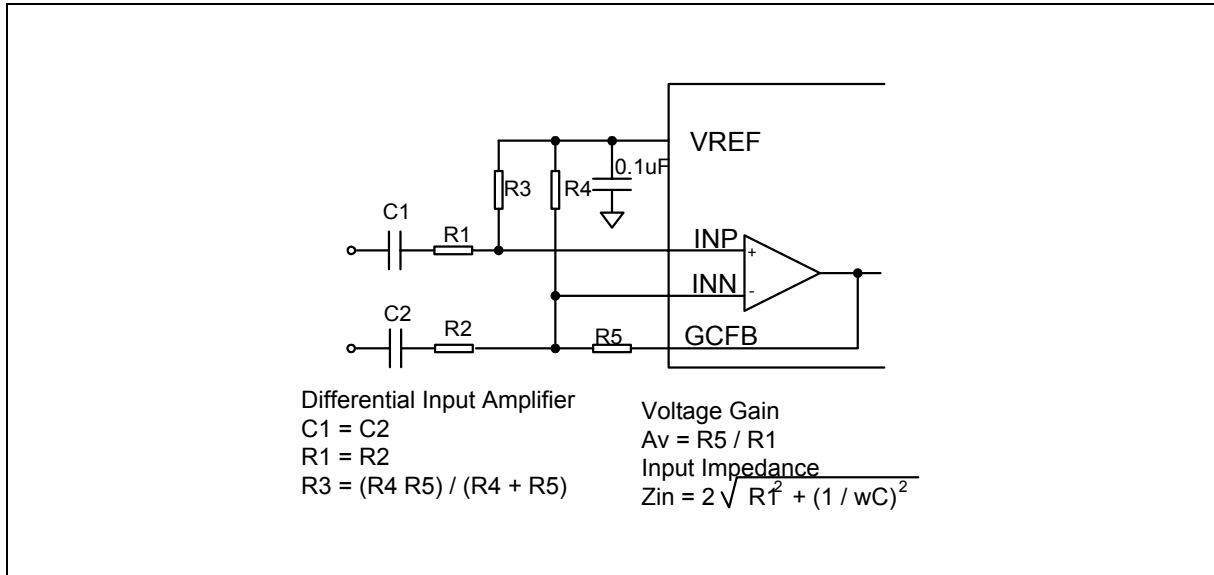 VREF
0.1uF
R3
R4
C1
R1
INP
+
INN
-
C2
R2
R5
GCFB
Differential Input Amplifier
C1 = C2
R1 = R2
R3 = (R4 R5) / (R4 + R5)
Voltage Gain
Av = R5 / R1
Input Impedance
Zin = 2√ R1² + (1 / wC)²